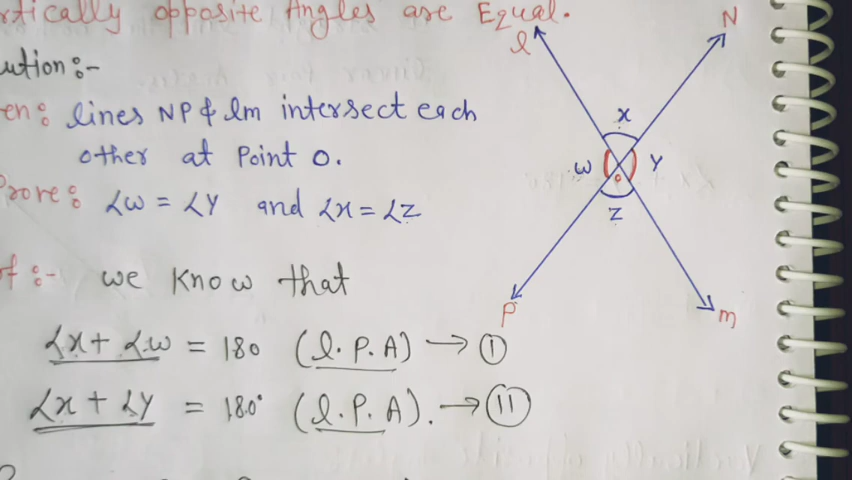 rtically opposite Angles are Equal.
ution :-
en : lines NP & lm intersect each
other at Point O.
Prove : ∠w = ∠Y and ∠x = ∠Z
f :- we know that
∠x + ∠w = 180 (l.P.A) → ①
∠x + ∠y = 180° (l.P.A). → ⑪
l
N
x
w
Y
o
Z
P
m